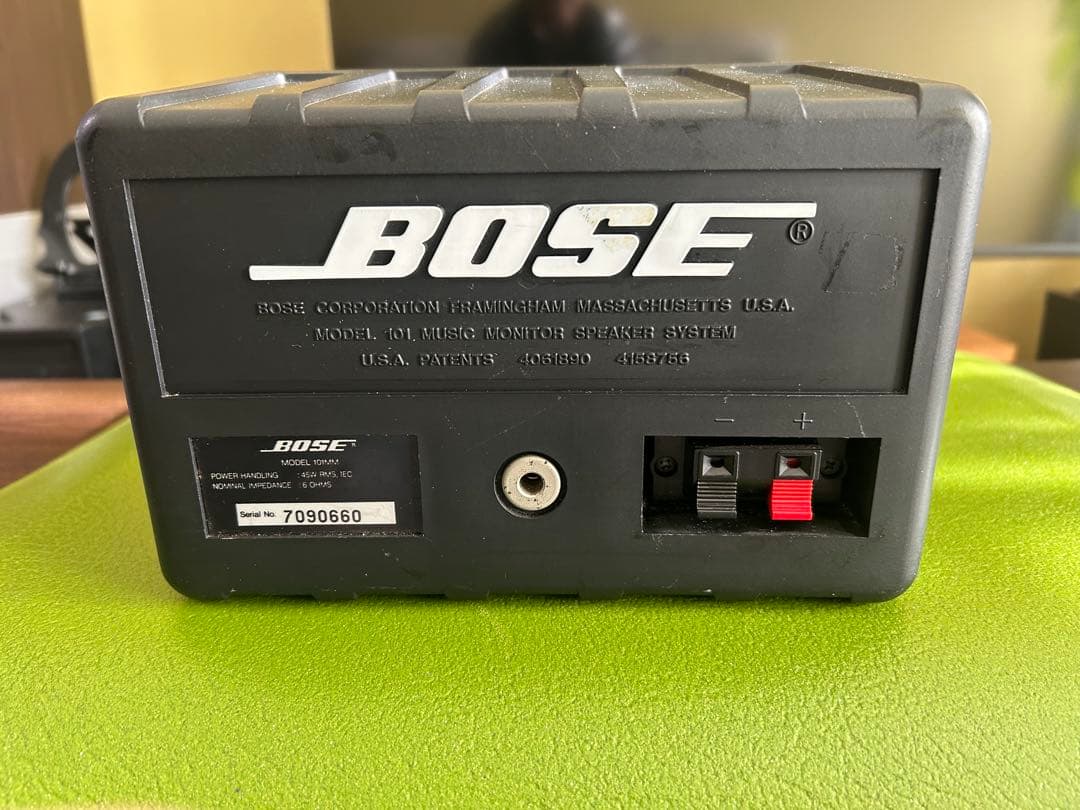 BOSE®
BOSE CORPORATION FRAMINGHAM MASSACHUSETTS U.S.A.
MODEL 101 MUSIC MONITOR SPEAKER SYSTEM
U.S.A. PATENTS 4061890 4158756
BOSE®
MODEL 101MM
POWER HANDLING : 45W RMS, IEC
NOMINAL IMPEDANCE : 6 OHMS
Serial No. 7090660
− +